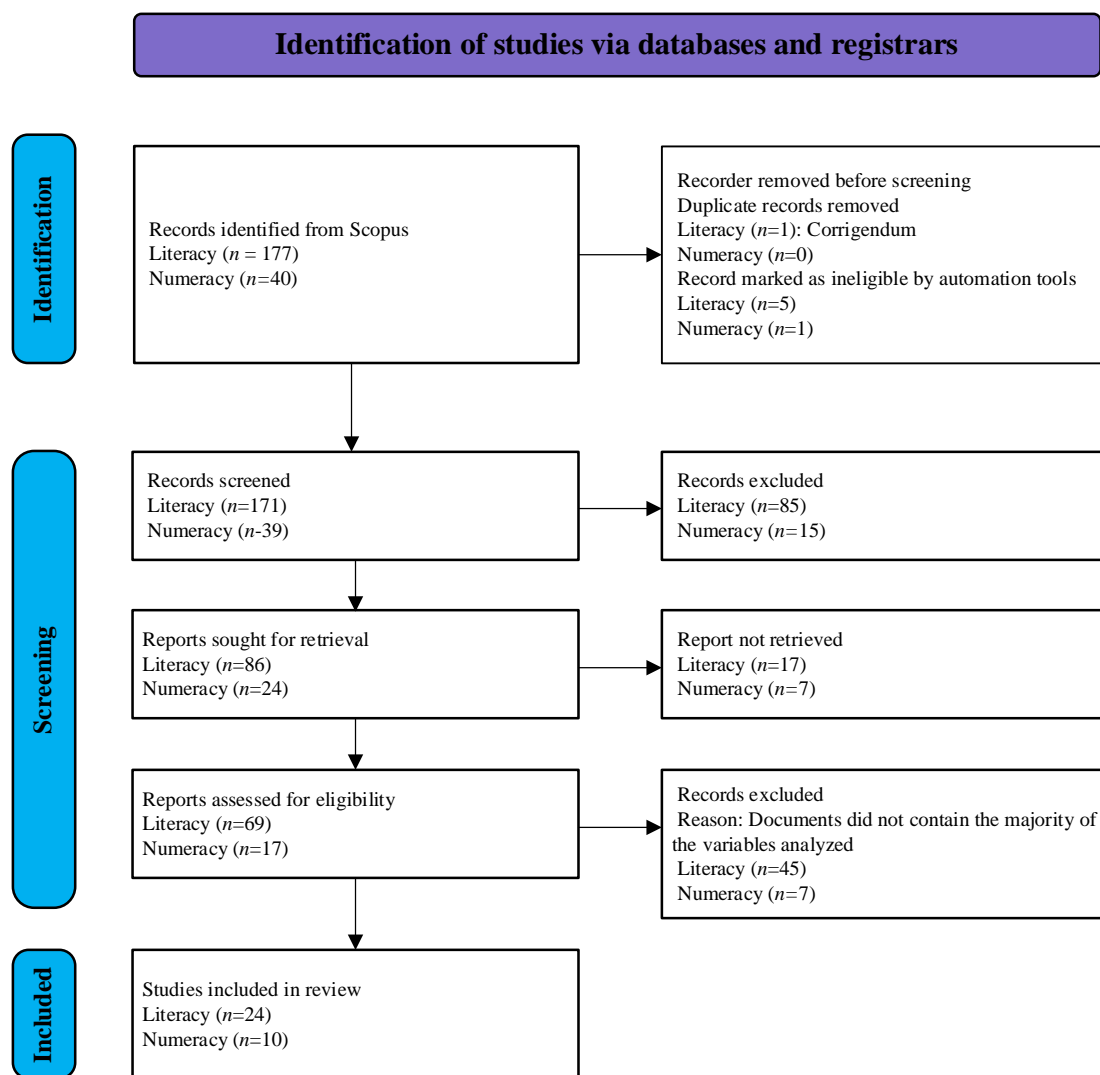 Identification of studies via databases and registrars
Identification
Records identified from Scopus
Literacy (n = 177)
Numeracy (n=40)
Recorder removed before screening
Duplicate records removed
Literacy (n=1): Corrigendum
Numeracy (n=0)
Record marked as ineligible by automation tools
Literacy (n=5)
Numeracy (n=1)
Screening
Records screened
Literacy (n=171)
Numeracy (n-39)
Records excluded
Literacy (n=85)
Numeracy (n=15)
Reports sought for retrieval
Literacy (n=86)
Numeracy (n=24)
Report not retrieved
Literacy (n=17)
Numeracy (n=7)
Reports assessed for eligibility
Literacy (n=69)
Numeracy (n=17)
Records excluded
Reason: Documents did not contain the majority of
the variables analyzed
Literacy (n=45)
Numeracy (n=7)
Included
Studies included in review
Literacy (n=24)
Numeracy (n=10)